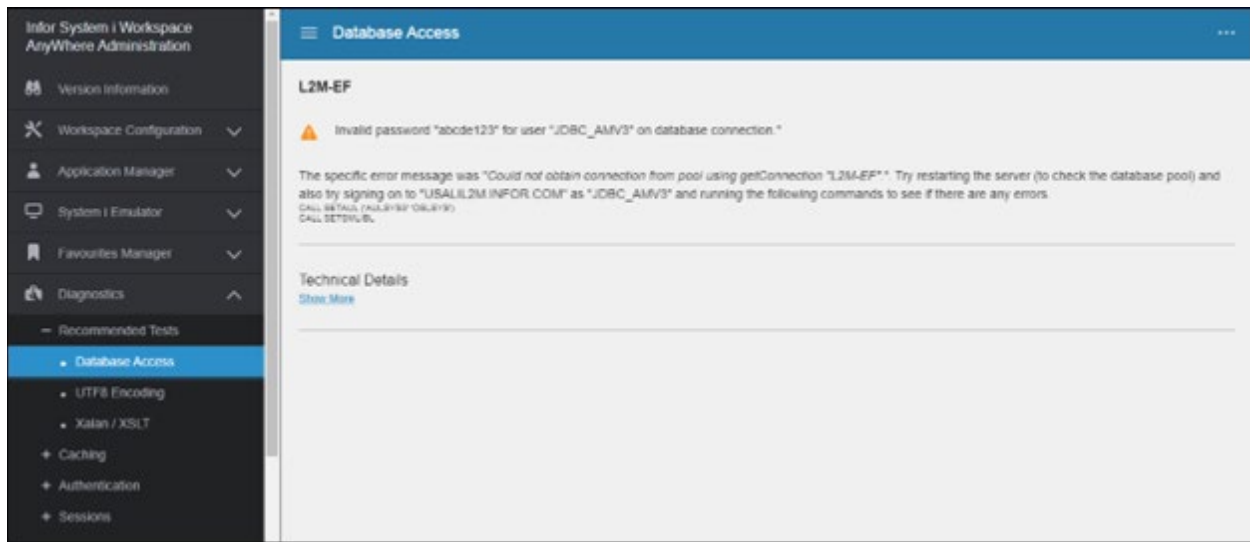 Infor System i Workspace
AnyWhere Administration
Version Information
Workspace Configuration
Application Manager
System i Emulator
Favourites Manager
Diagnostics
Recommended Tests
Database Access
UTF8 Encoding
Xalan / XSLT
Caching
Authentication
Sessions
Database Access
L2M-EF
Invalid password "abcde123" for user "JDBC_AMV3" on database connection."
The specific error message was "Could not obtain connection from pool using getConnection "L2M-EF".". Try restarting the server (to check the database pool) and
also try signing on to "USALIL2M.INFOR.COM" as "JDBC_AMV3" and running the following commands to see if there are any errors.
CALL
CALL
Technical Details
Show More